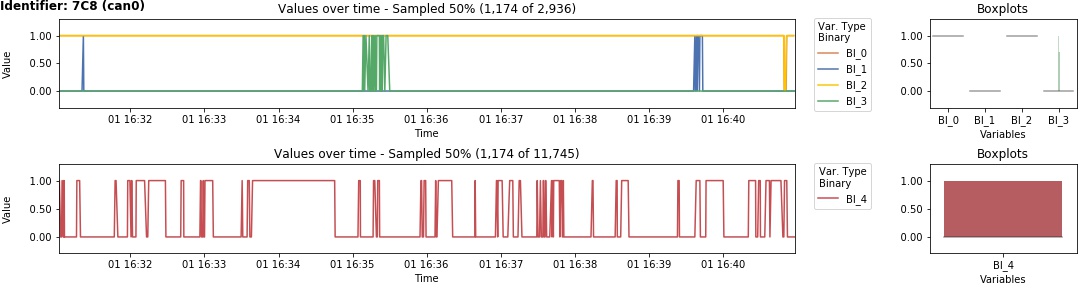 Identifier: 7C8 (can0)
Values over time - Sampled 50% (1,174 of 2,936)
Boxplots
Value
1.00
0.50
0.00
01 16:32 01 16:33 01 16:34 01 16:35 01 16:36 01 16:37 01 16:38 01 16:39 01 16:40
Time
Var. Type
Binary
BI_0
BI_1
BI_2
BI_3
1.00
0.50
0.00
BI_0 BI_1 BI_2 BI_3
Variables
Values over time - Sampled 50% (1,174 of 11,745)
Boxplots
Value
1.00
0.50
0.00
01 16:32 01 16:33 01 16:34 01 16:35 01 16:36 01 16:37 01 16:38 01 16:39 01 16:40
Time
Var. Type
Binary
BI_4
1.00
0.50
0.00
BI_4
Variables